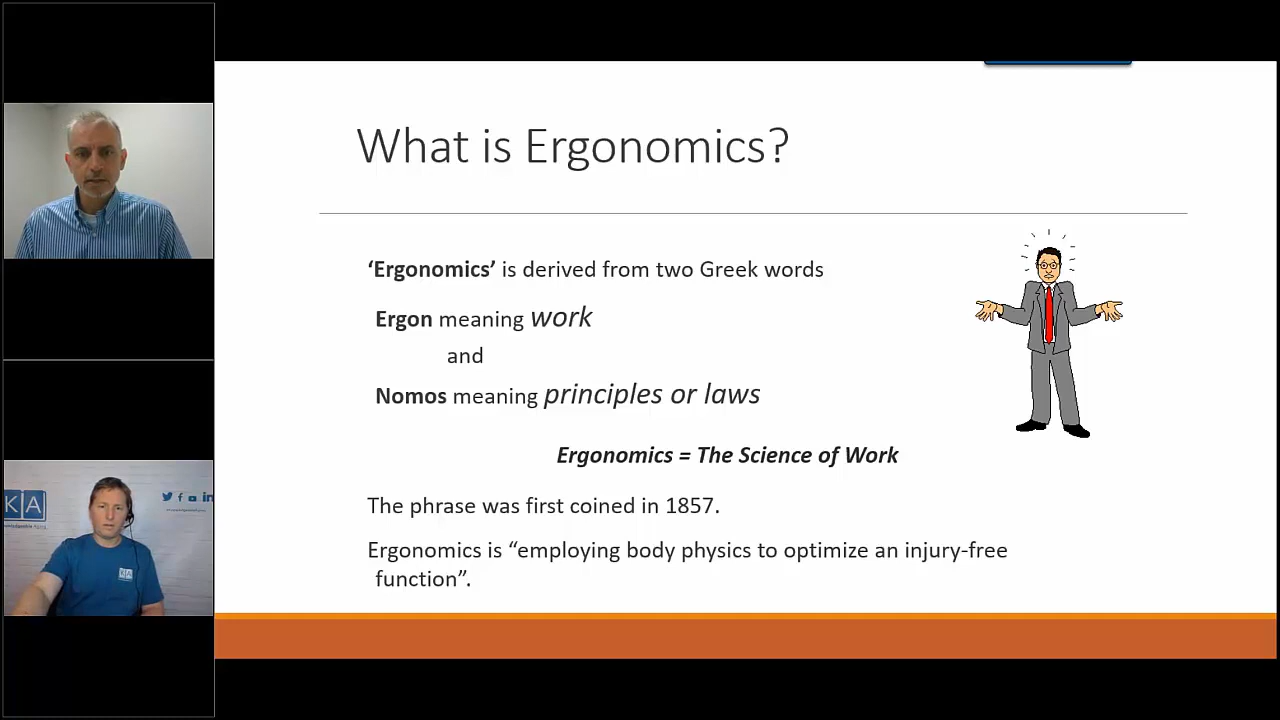 What is Ergonomics?
‘Ergonomics’ is derived from two Greek words
Ergon meaning work
and
Nomos meaning principles or laws
Ergonomics = The Science of Work
The phrase was first coined in 1857.
Ergonomics is “employing body physics to optimize an injury-free
function”.
KIA
KIA